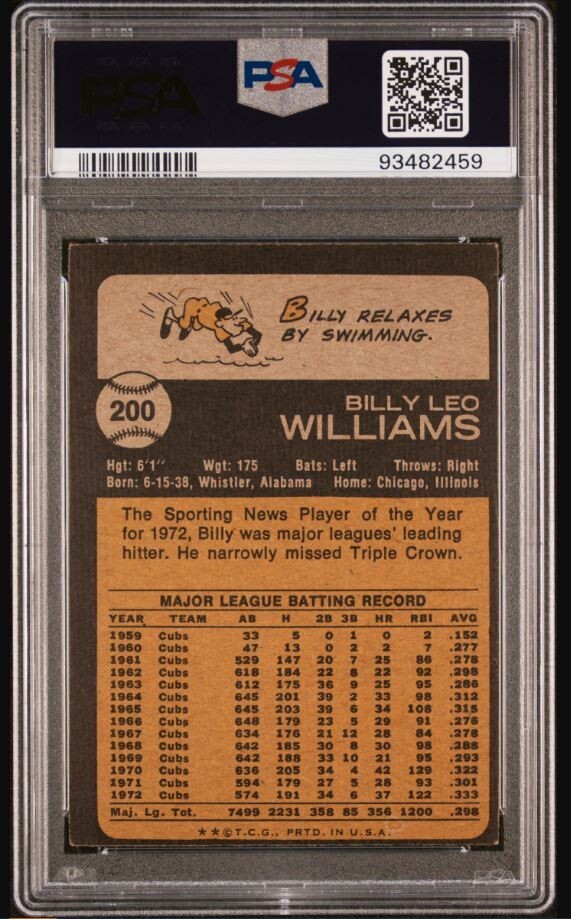 PSA
PSA
93482459
BILLY RELAXES
BY SWIMMING.
200
BILLY LEO
WILLIAMS
Hgt: 6'1" Wgt: 175 Bats: Left Throws: Right
Born: 6-15-38, Whistler, Alabama Home: Chicago, Illinois
The Sporting News Player of the Year
for 1972, Billy was major leagues' leading
hitter. He narrowly missed Triple Crown.
MAJOR LEAGUE BATTING RECORD
YEAR TEAM AB H 2B 3B HR RBI AVG
1959 Cubs 33 5 0 1 0 2 .152
1960 Cubs 47 13 0 2 2 7 .277
1961 Cubs 529 147 20 7 25 86 .278
1962 Cubs 618 184 22 8 22 92 .298
1963 Cubs 612 175 36 9 25 95 .286
1964 Cubs 645 201 39 2 33 98 .312
1965 Cubs 645 203 39 6 34 108 .315
1966 Cubs 648 179 23 5 29 91 .276
1967 Cubs 634 176 21 12 28 84 .278
1968 Cubs 642 185 30 8 30 98 .288
1969 Cubs 642 188 33 10 21 95 .293
1970 Cubs 636 205 34 4 42 129 .322
1971 Cubs 594 179 27 5 28 93 .301
1972 Cubs 574 191 34 6 37 122 .333
Maj. Lg. Tot. 7499 2231 358 85 356 1200 .298
★★©T.C.G., PRTD. IN U.S.A.
PSA